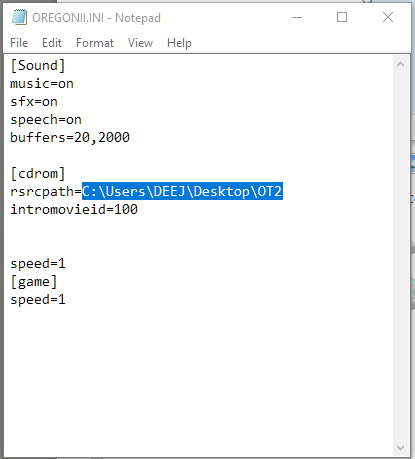 OREGONII.INI - Notepad
File Edit Format View Help
[Sound]
music=on
sfx=on
speech=on
buffers=20,2000
[cdrom]
rsrcpath=C:\Users\DEEJ\Desktop\OT2
intromovieid=100
speed=1
[game]
speed=1